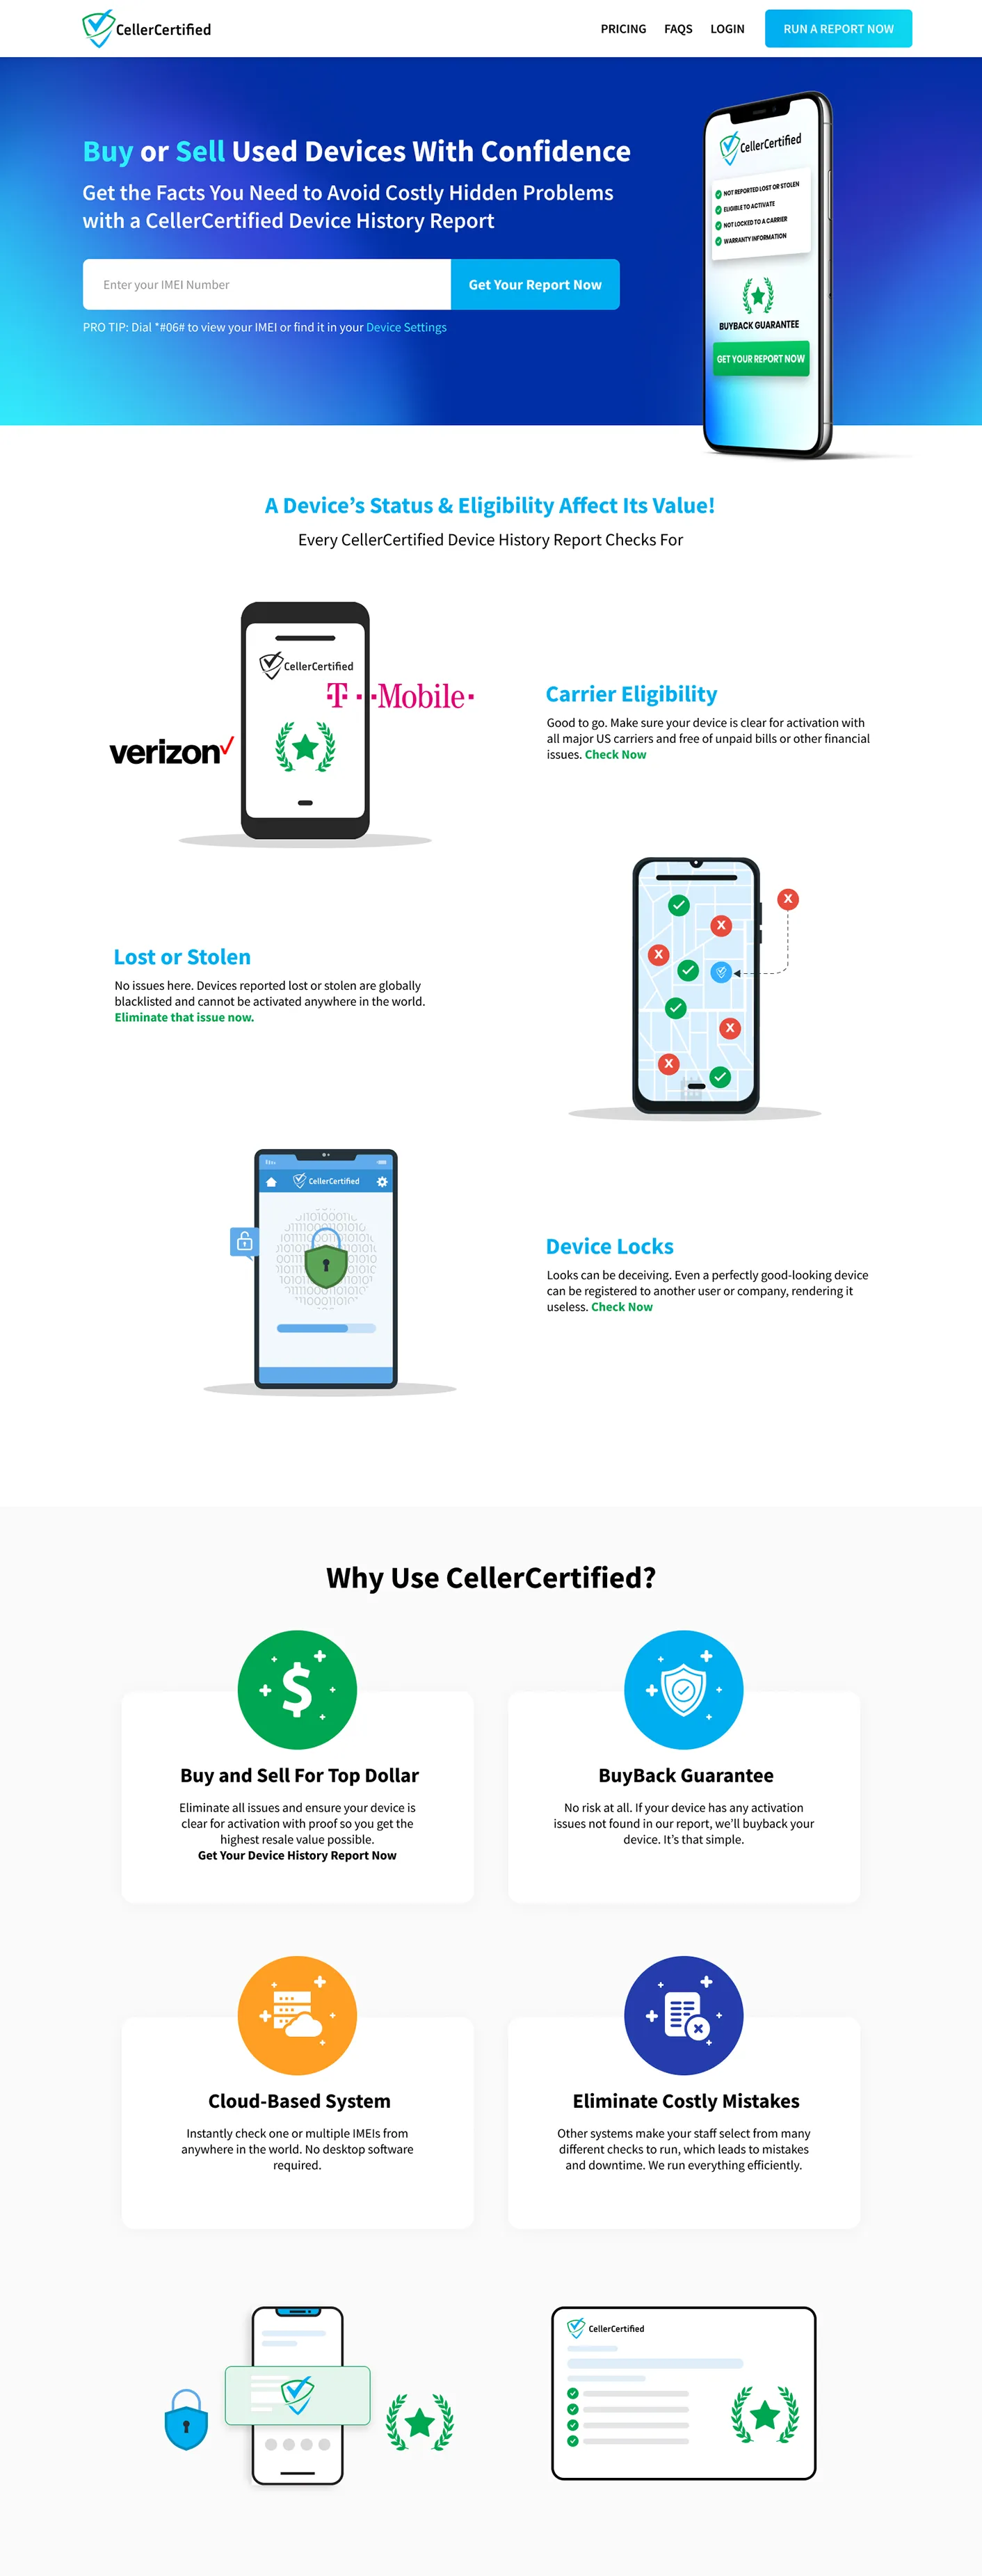 CellerCertified
PRICING
FAQS
LOGIN
RUN A REPORT NOW
Buy or Sell Used Devices With Confidence
Get the Facts You Need to Avoid Costly Hidden Problems
with a CellerCertified Device History Report
Enter your IMEI Number
Get Your Report Now
PRO TIP: Dial *#06# to view your IMEI or find it in your Device Settings
CellerCertified
NOT REPORTED LOST OR STOLEN
ELIGIBLE TO ACTIVATE
NOT LOCKED TO A CARRIER
WARRANTY INFORMATION
BUYBACK GUARANTEE
GET YOUR REPORT NOW
A Device's Status & Eligibility Affect Its Value!
Every CellerCertified Device History Report Checks For
CellerCertified
T··Mobile·
verizon
Carrier Eligibility
Good to go. Make sure your device is clear for activation with
all major US carriers and free of unpaid bills or other financial
issues. Check Now
X
X
X
X
X
Lost or Stolen
No issues here. Devices reported lost or stolen are globally
blacklisted and cannot be activated anywhere in the world.
Eliminate that issue now.
CellerCertified
Device Locks
Looks can be deceiving. Even a perfectly good-looking device
can be registered to another user or company, rendering it
useless. Check Now
Why Use CellerCertified?
$
Buy and Sell For Top Dollar
Eliminate all issues and ensure your device is
clear for activation with proof so you get the
highest resale value possible.
Get Your Device History Report Now
BuyBack Guarantee
No risk at all. If your device has any activation
issues not found in our report, we'll buyback your
device. It's that simple.
Cloud-Based System
Instantly check one or multiple IMEIs from
anywhere in the world. No desktop software
required.
Eliminate Costly Mistakes
Other systems make your staff select from many
different checks to run, which leads to mistakes
and downtime. We run everything efficiently.
CellerCertified